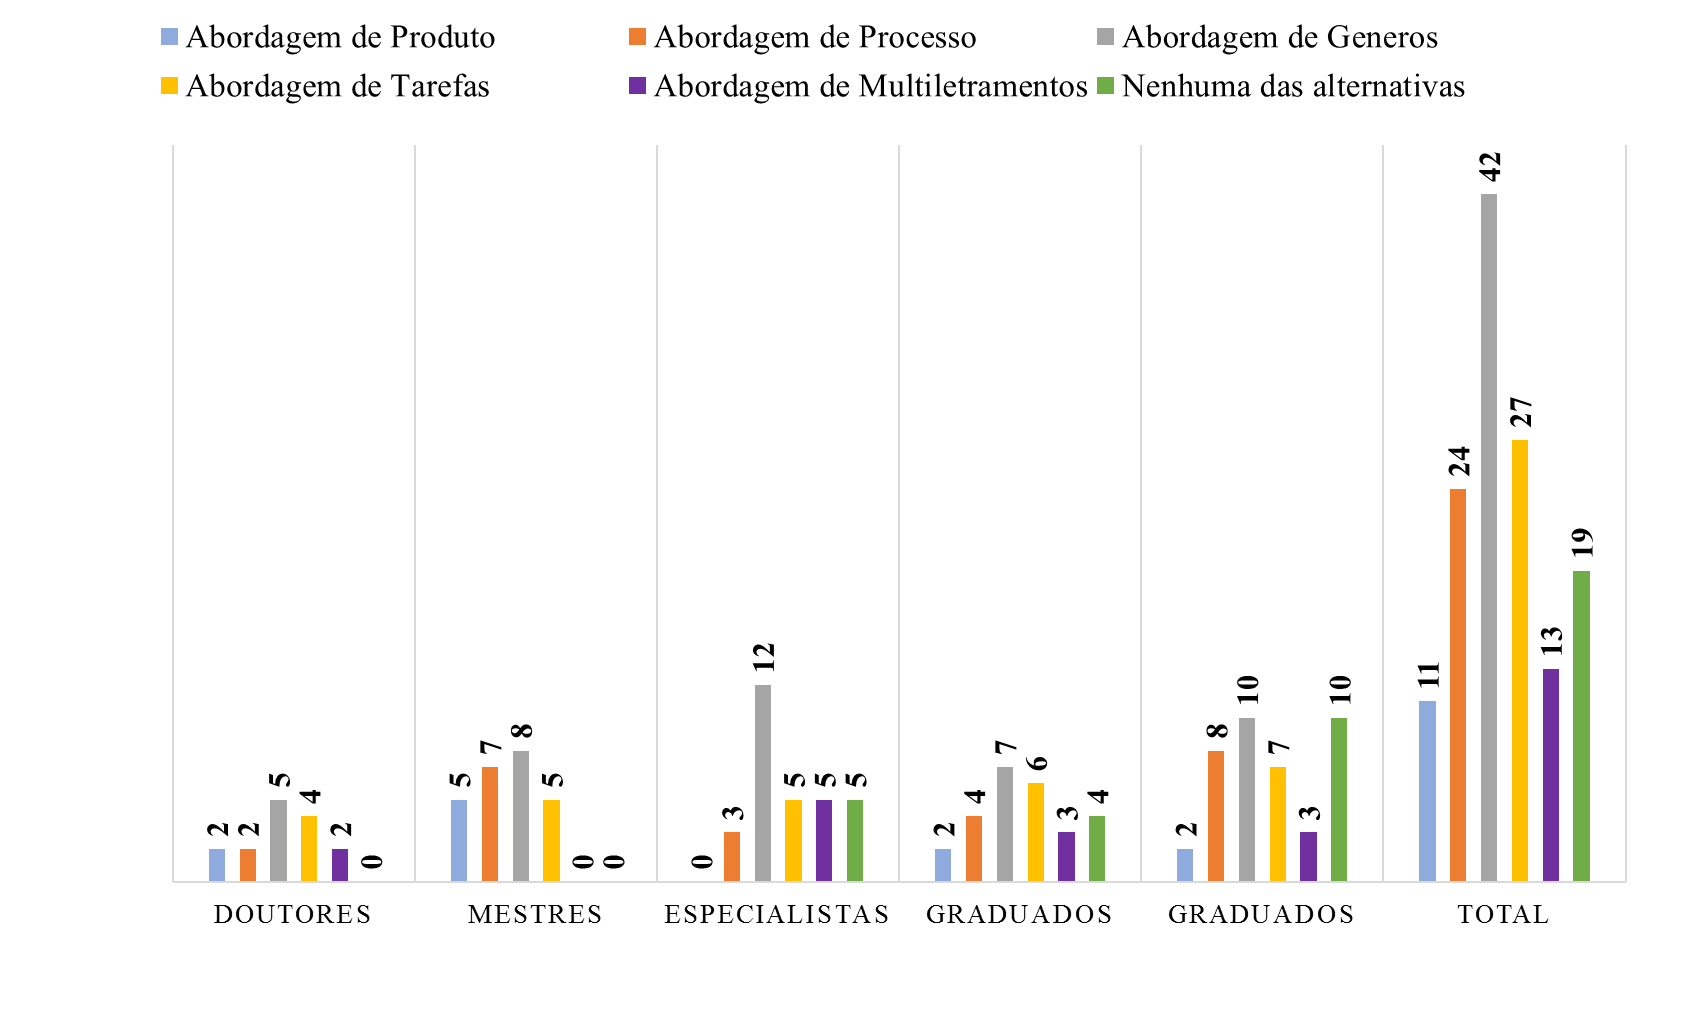 Abordagem de Produto Abordagem de Processo Abordagem de Generos
Abordagem de Tarefas Abordagem de Multiletramentos Nenhuma das alternativas
2 2 5 4 2 0
5 7 8 5 0 0
0 3 12 5 5 5
2 4 7 6 3 4
2 8 10 7 3 10
11 24 42 27 13 19
DOUTORES MESTRES ESPECIALISTAS GRADUADOS GRADUADOS TOTAL